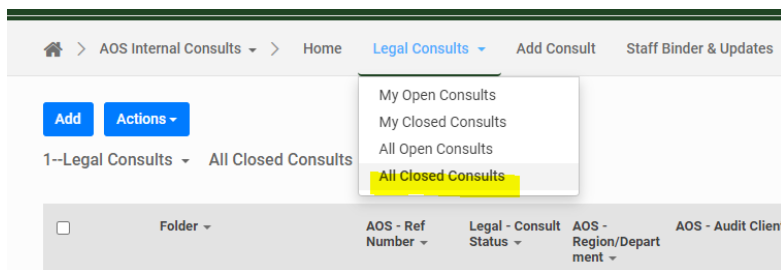 AOS Internal Consults Home Legal Consults Add Consult Staff Binder & Updates
My Open Consults
My Closed Consults
All Open Consults
All Closed Consults
Add Actions
1--Legal Consults All Closed Consults
Folder
AOS - Ref
Number
Legal - Consult
Status
AOS -
Region/Depart
ment
AOS - Audit Client